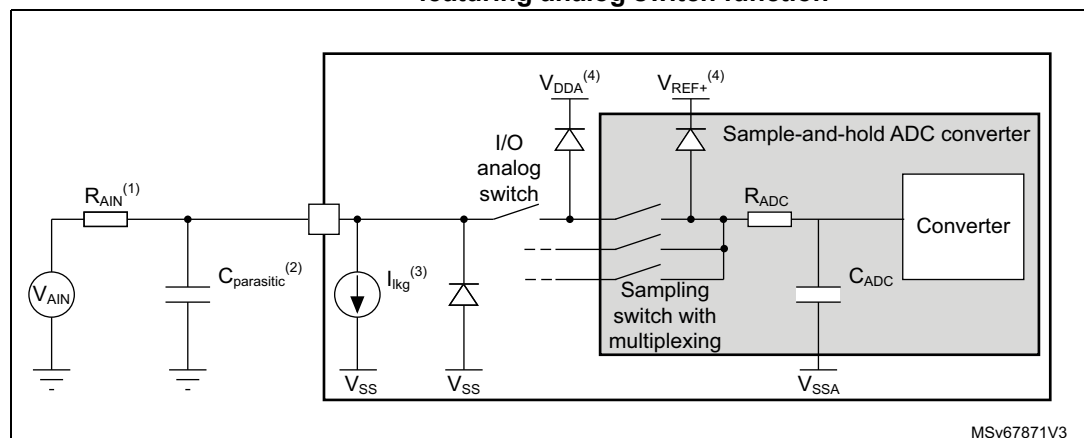 featuring analog switch function
V_DDA^(4)
V_REF+^(4)
Sample-and-hold ADC converter
I/O
analog
switch
R_AIN^(1)
R_ADC
Converter
V_AIN
C_parasitic^(2)
I_lkg^(3)
C_ADC
Sampling
switch with
multiplexing
V_SS
V_SS
V_SSA
MSv67871V3